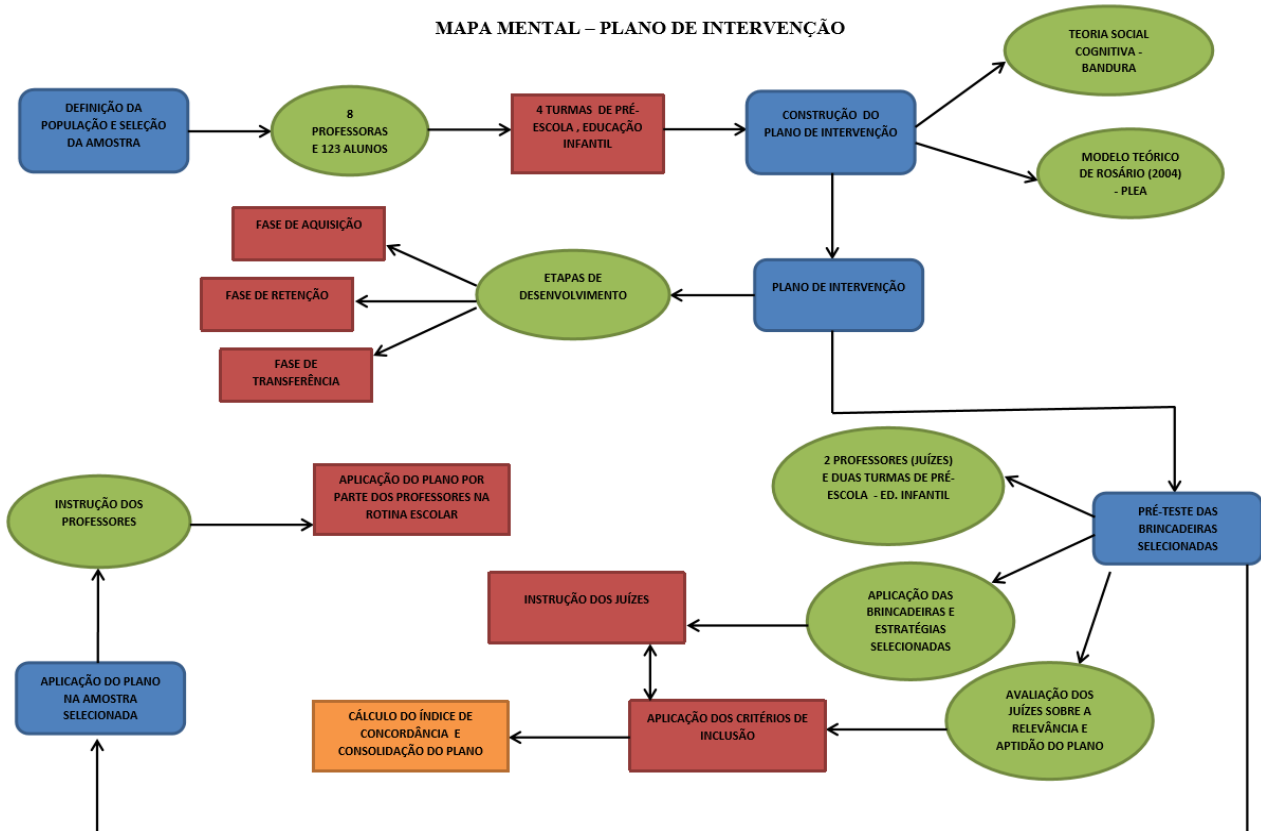 MAPA MENTAL – PLANO DE INTERVENÇÃO
TEORIA SOCIAL
COGNITIVA -
BANDURA
DEFINIÇÃO DA
POPULAÇÃO E SELEÇÃO
DA AMOSTRA
8
PROFESSORAS
E 123 ALUNOS
4 TURMAS DE PRÉ-
ESCOLA , EDUCAÇÃO
INFANTIL
CONSTRUÇÃO DO
PLANO DE INTERVENÇÃO
MODELO TEÓRICO
DE ROSÁRIO (2004)
- PLEA
FASE DE AQUISIÇÃO
FASE DE RETENÇÃO
FASE DE
TRANSFERÊNCIA
ETAPAS DE
DESENVOLVIMENTO
PLANO DE INTERVENÇÃO
2 PROFESSORES (JUÍZES)
E DUAS TURMAS DE PRÉ-
ESCOLA - ED. INFANTIL
PRÉ-TESTE DAS
BRINCADEIRAS
SELECIONADAS
INSTRUÇÃO DOS
PROFESSORES
APLICAÇÃO DO PLANO POR
PARTE DOS PROFESSORES NA
ROTINA ESCOLAR
INSTRUÇÃO DOS JUÍZES
APLICAÇÃO DAS
BRINCADEIRAS E
ESTRATÉGIAS
SELECIONADAS
APLICAÇÃO DO PLANO
NA AMOSTRA
SELECIONADA
CÁLCULO DO ÍNDICE DE
CONCORDÂNCIA E
CONSOLIDAÇÃO DO PLANO
APLICAÇÃO DOS CRITÉRIOS DE
INCLUSÃO
AVALIAÇÃO DOS
JUÍZES SOBRE A
RELEVÂNCIA E
APTIDÃO DO PLANO